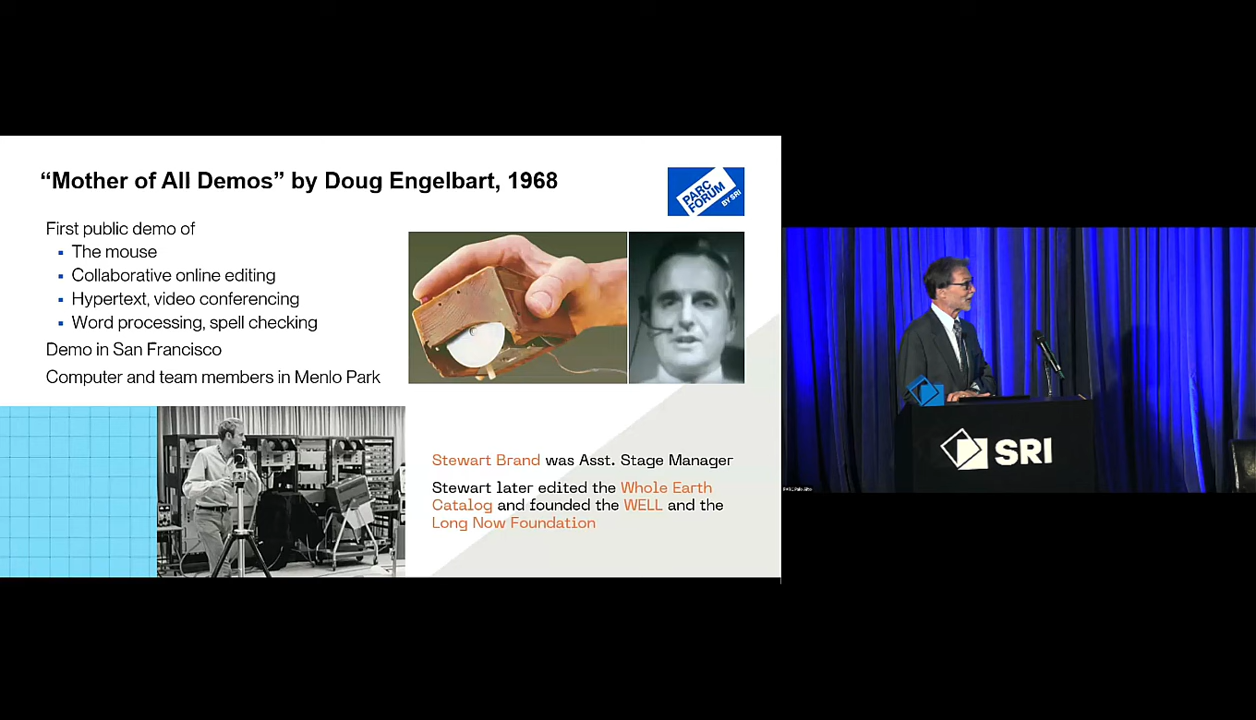 “Mother of All Demos” by Doug Engelbart, 1968
PARC
FORUM
BY SRI
First public demo of
▪ The mouse
▪ Collaborative online editing
▪ Hypertext, video conferencing
▪ Word processing, spell checking
Demo in San Francisco
Computer and team members in Menlo Park
Stewart Brand was Asst. Stage Manager
Stewart later edited the Whole Earth
Catalog and founded the WELL and the
Long Now Foundation
SRI